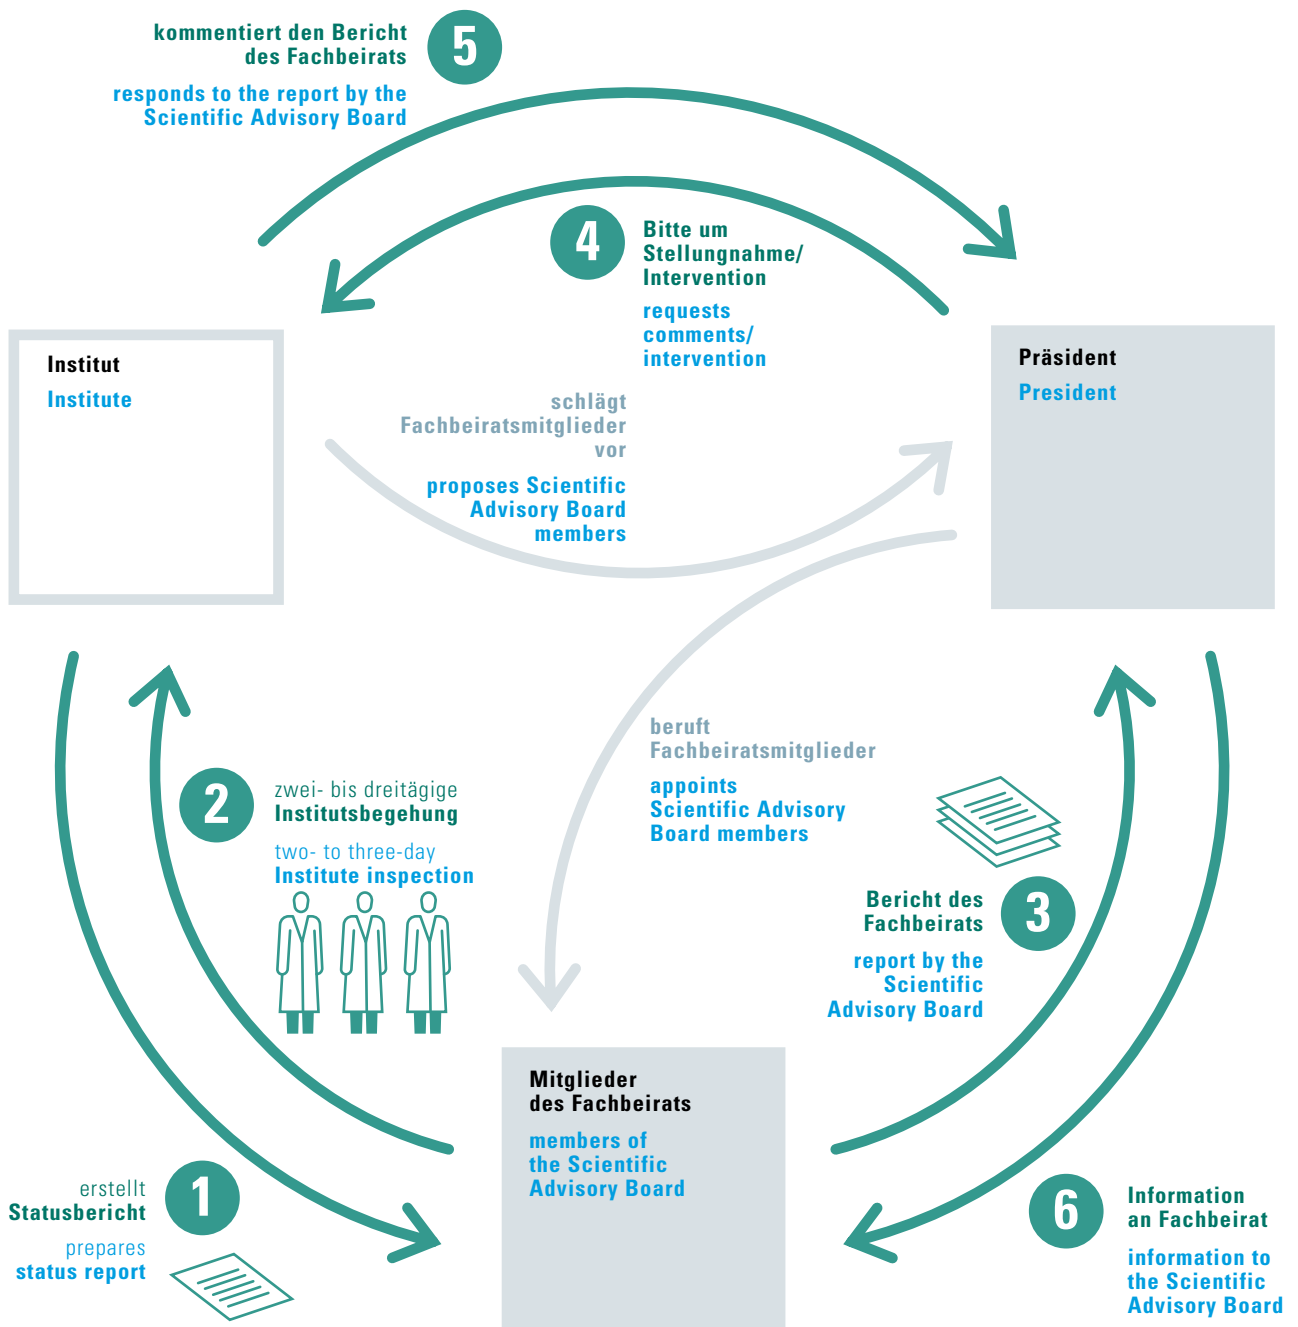 kommentiert den Bericht
des Fachbeirats
responds to the report by the
Scientific Advisory Board
5
4
Bitte um
Stellungnahme/
Intervention
requests
comments/
intervention
Institut
Institute
Präsident
President
schlägt
Fachbeiratsmitglieder
vor
proposes Scientific
Advisory Board
members
beruft
Fachbeiratsmitglieder
appoints
Scientific Advisory
Board members
2
zwei- bis dreitägige
Institutsbegehung
two- to three-day
Institute inspection
3
Bericht des
Fachbeirats
report by the
Scientific
Advisory Board
Mitglieder
des Fachbeirats
members of
the Scientific
Advisory Board
1
erstellt
Statusbericht
prepares
status report
6
Information
an Fachbeirat
information to
the Scientific
Advisory Board